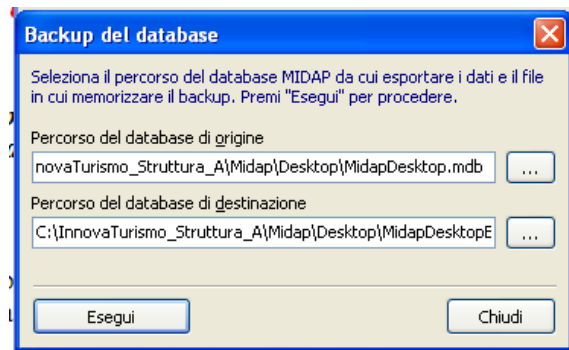 Backup del database
Seleziona il percorso del database MIDAP da cui esportare i dati e il file
in cui memorizzare il backup. Premi "Esegui" per procedere.
Percorso del database di origine
novaTurismo_Struttura_A\Midap\Desktop\MidapDesktop.mdb
...
Percorso del database di destinazione
C:\InnovaTurismo_Struttura_A\Midap\Desktop\MidapDesktopE
...
Esegui
Chiudi